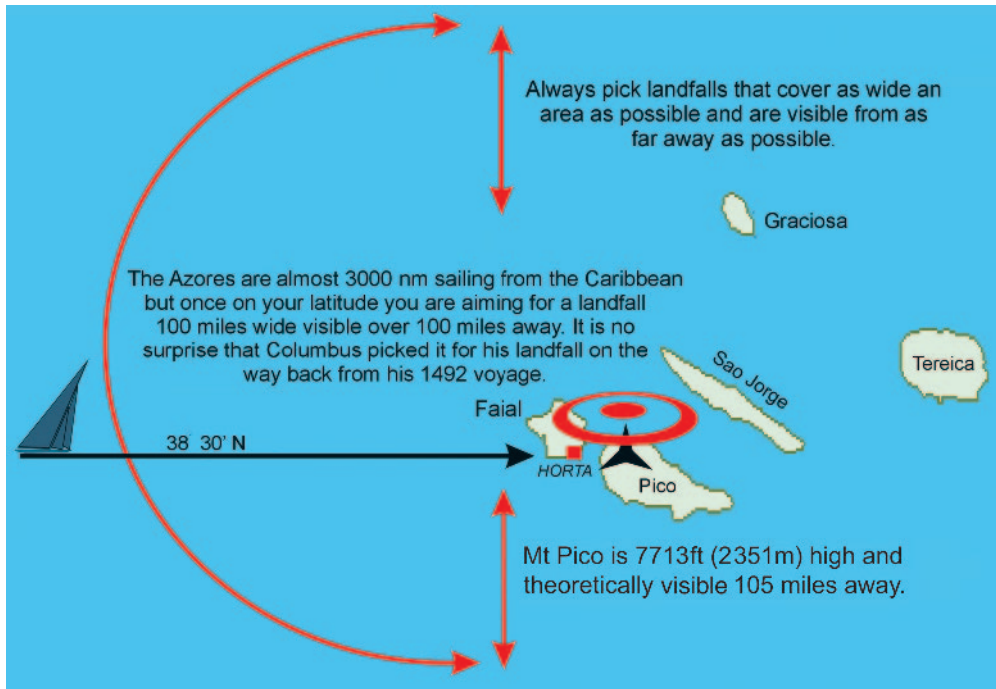 Always pick landfalls that cover as wide an
area as possible and are visible from as
far away as possible.
Graciosa
The Azores are almost 3000 nm sailing from the Caribbean
but once on your latitude you are aiming for a landfall
100 miles wide visible over 100 miles away. It is no
surprise that Columbus picked it for his landfall on the
way back from his 1492 voyage.
Sao Jorge
Tereica
Faial
38 30' N
HORTA
Pico
Mt Pico is 7713ft (2351m) high and
theoretically visible 105 miles away.